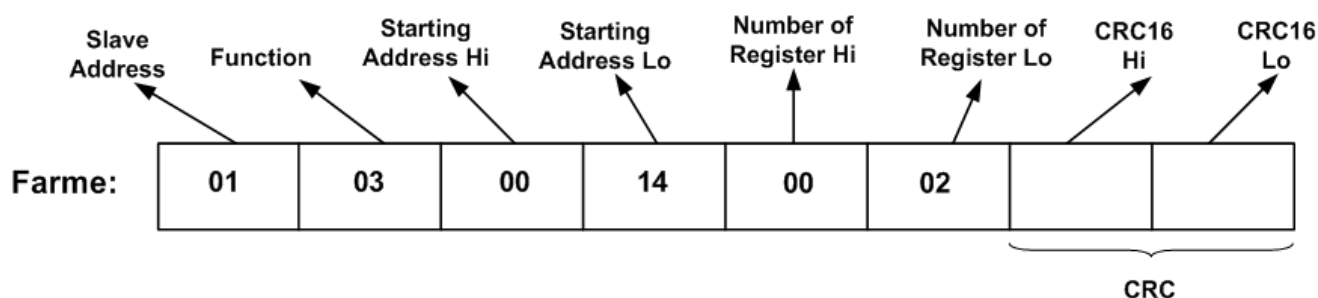 Slave
Address
Function
Starting
Address Hi
Starting
Address Lo
Number of
Register Hi
Number of
Register Lo
CRC16
Hi
CRC16
Lo
Farme: 01 03 00 14 00 02
CRC